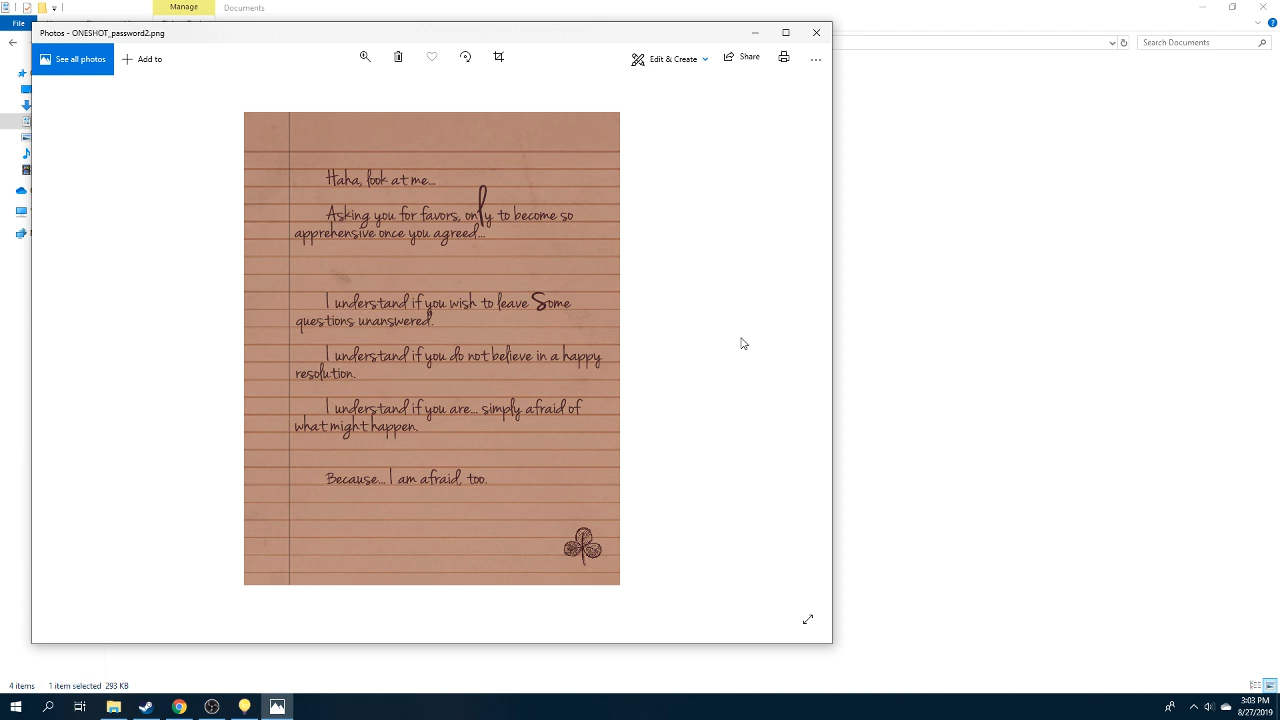 Manage
Documents
File
Photos - ONESHOT_password2.png
See all photos
Add to
Edit & Create
Share
Search Documents
Haha, look at me...
Asking you for favors, only to become so
apprehensive once you agreed...
I understand if you wish to leave Some
questions unanswered.
I understand if you do not believe in a happy
resolution.
I understand if you are... simply afraid of
what might happen.
Because... I am afraid, too.
4 items
1 item selected 293 KB
3:03 PM
8/27/2019